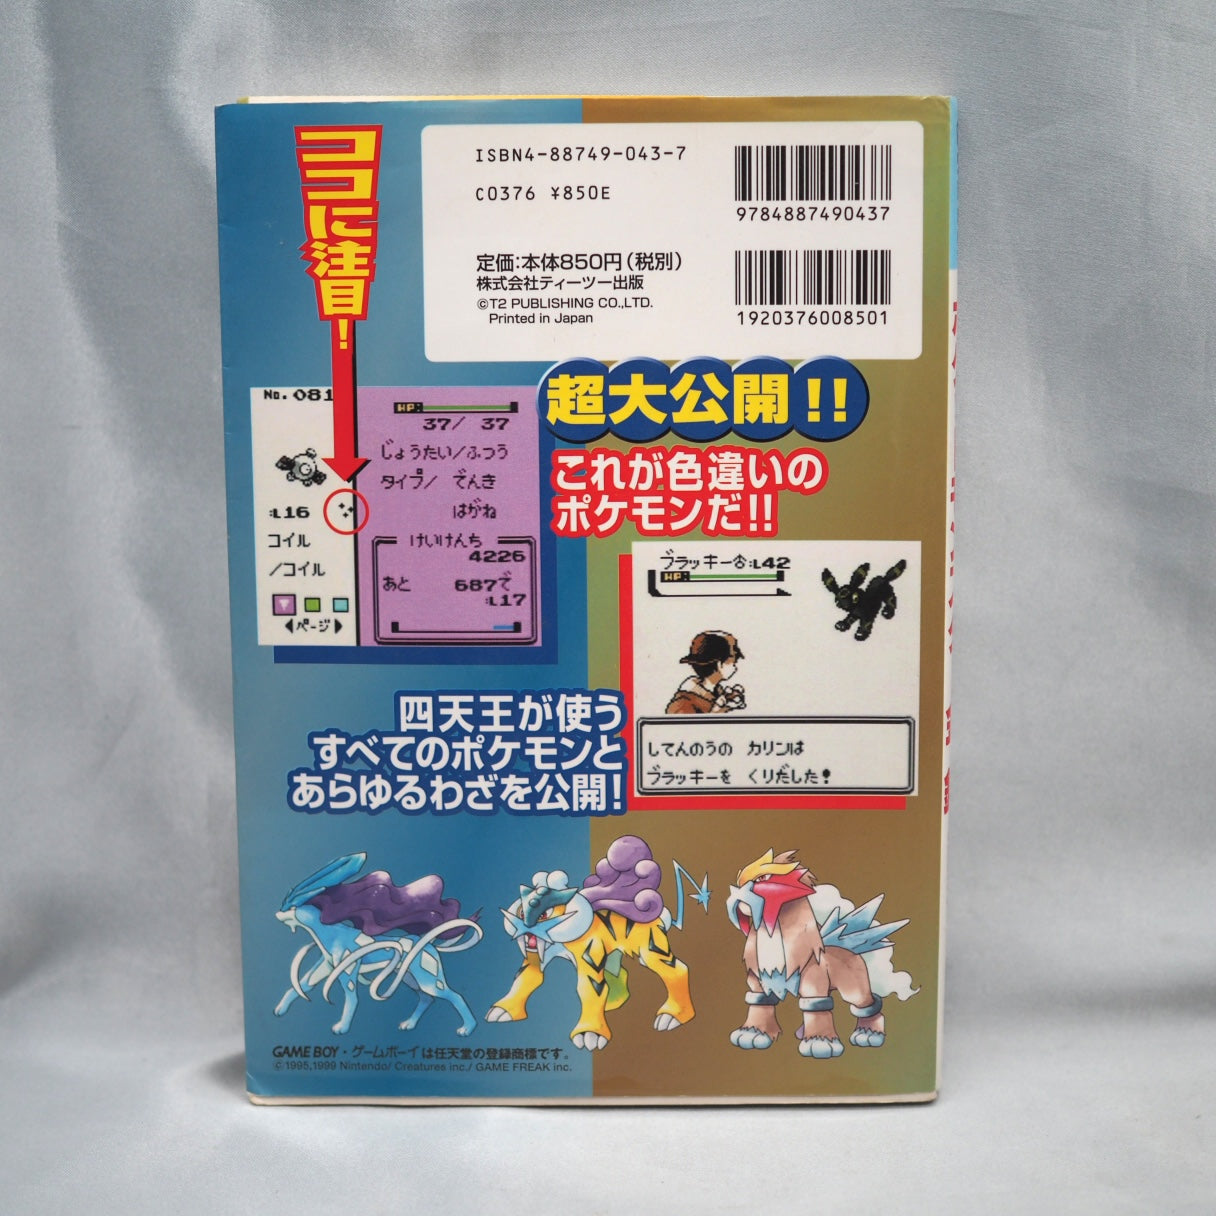 ココに注目!
ISBN4-88749-043-7
C0376 ¥850E
9784887490437
定価:本体850円(税別)
株式会社ティーツー出版
©T2 PUBLISHING CO.,LTD.
Printed in Japan
1920376008501
No.081
:L16
コイル
/コイル
◀ページ▶
HP:
37/ 37
じょうたい/ふつう
タイプ/ でんき
はがね
けいけんち
4226
あと 687で
:L17
超大公開!!
これが色違いの
ポケモンだ!!
ブラッキー♂:L42
HP:
してんのうの カリンは
ブラッキーを くりだした!
四天王が使う
すべてのポケモンと
あらゆるわざを公開!
GAME BOY・ゲームボーイは任天堂の登録商標です。
©1995,1999 Nintendo/ Creatures inc./ GAME FREAK inc.